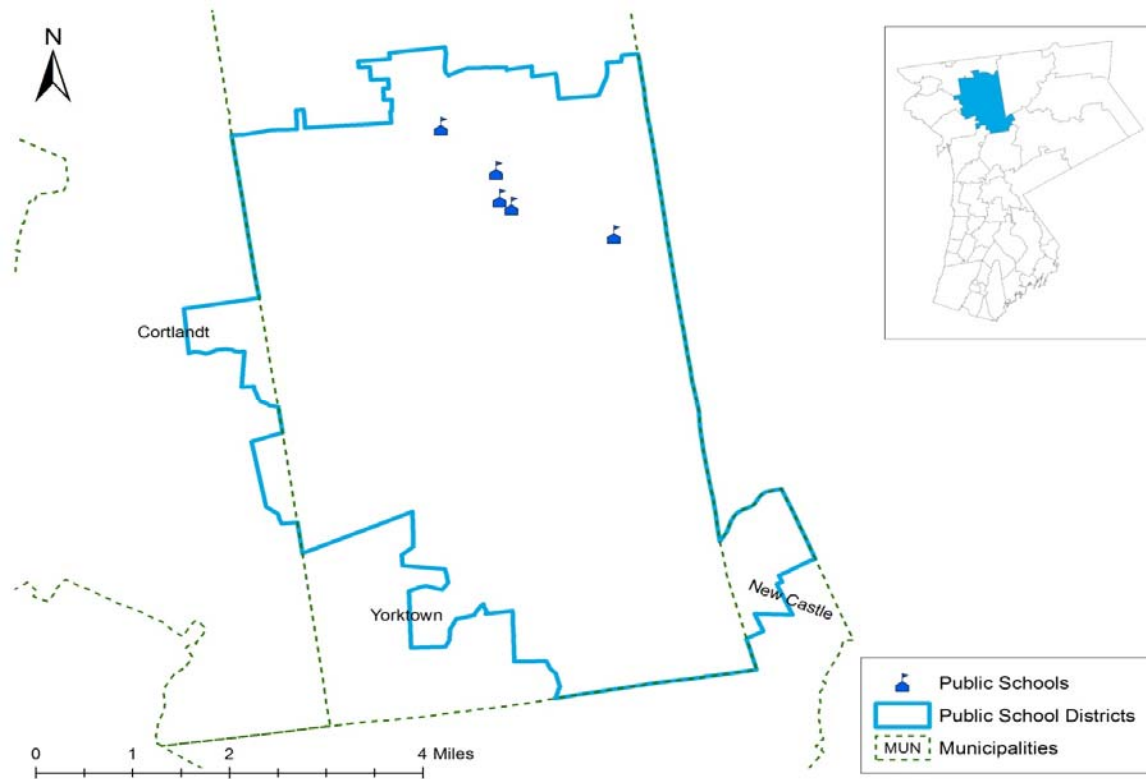 N
Cortlandt
Yorktown
New Castle
0 1 2 4 Miles
Public Schools
Public School Districts
MUN Municipalities